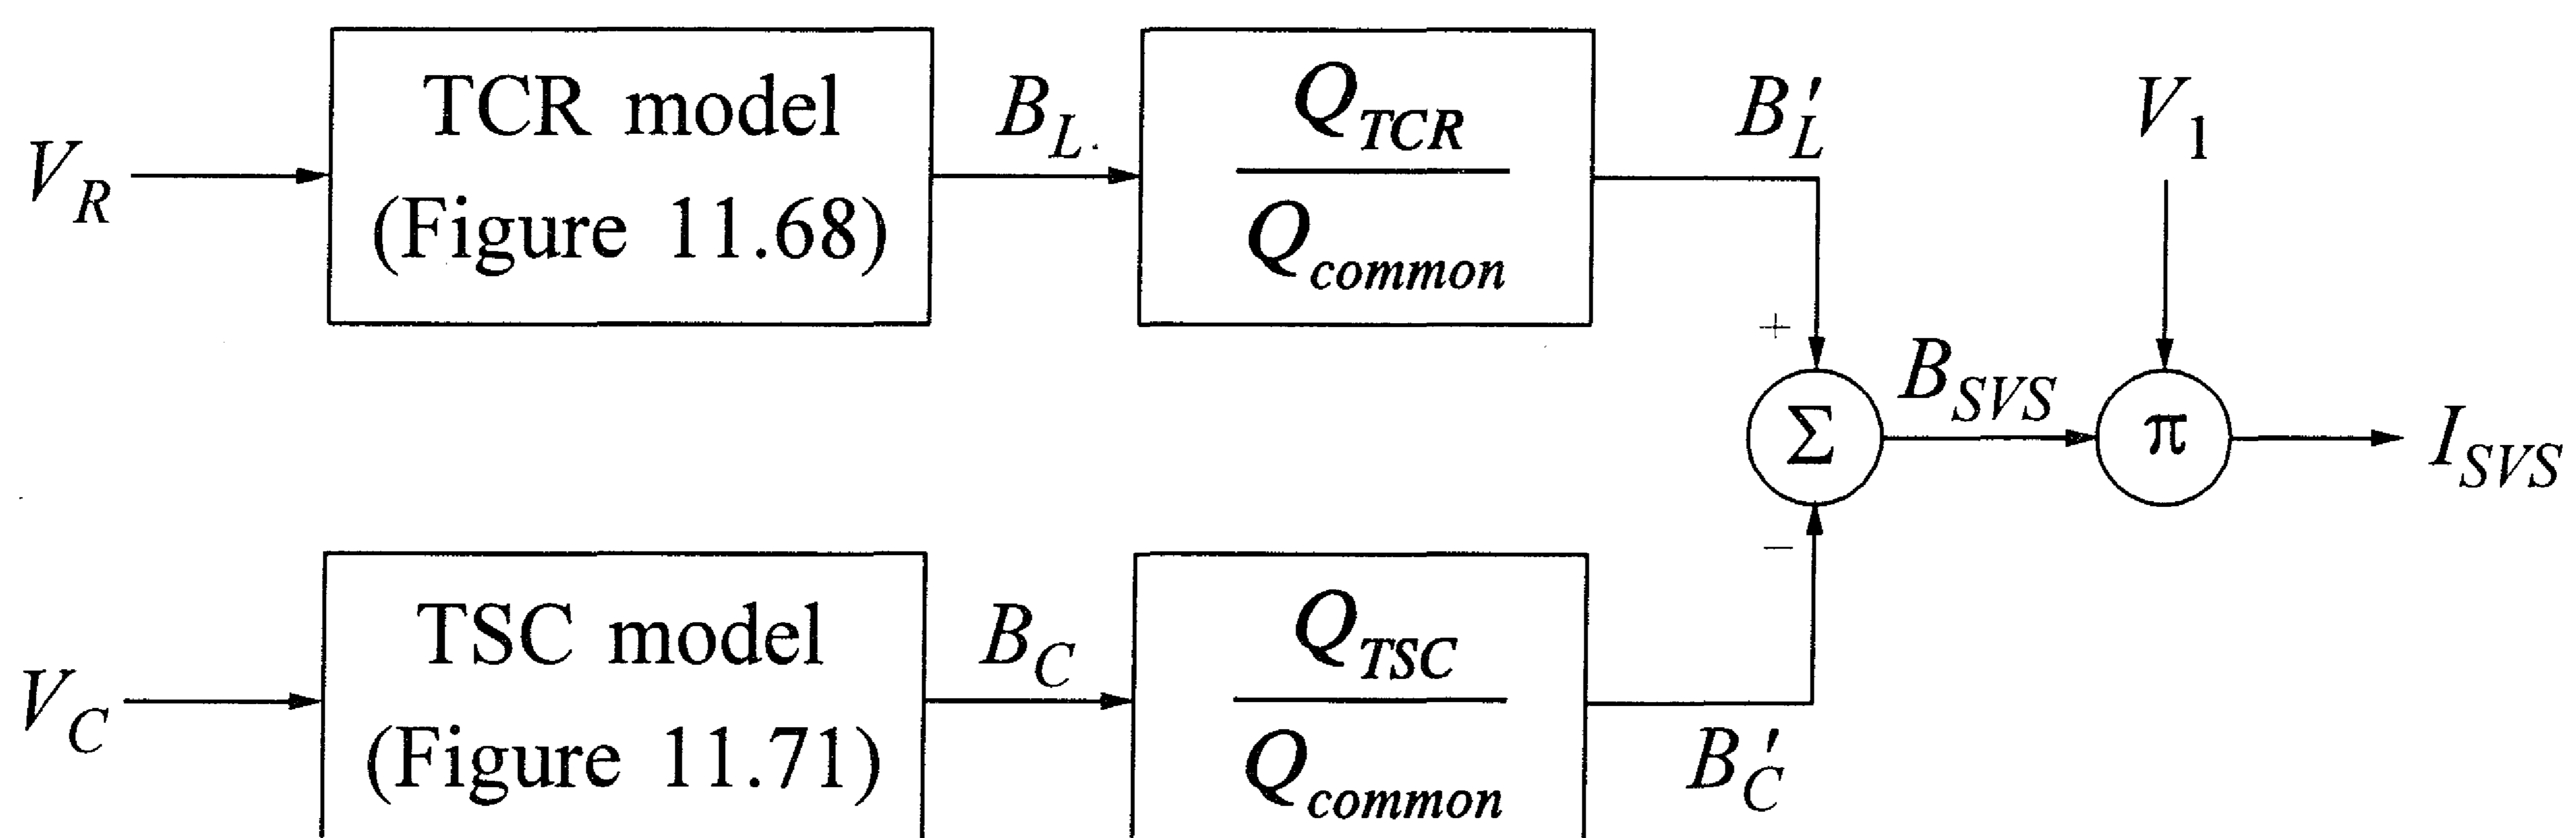 V_R
TCR model
(Figure 11.68)
B_L
Q_TCR
Q_common
B'_L
V_1
+
Σ
B_SVS
π
I_SVS
−
V_C
TSC model
(Figure 11.71)
B_C
Q_TSC
Q_common
B'_C